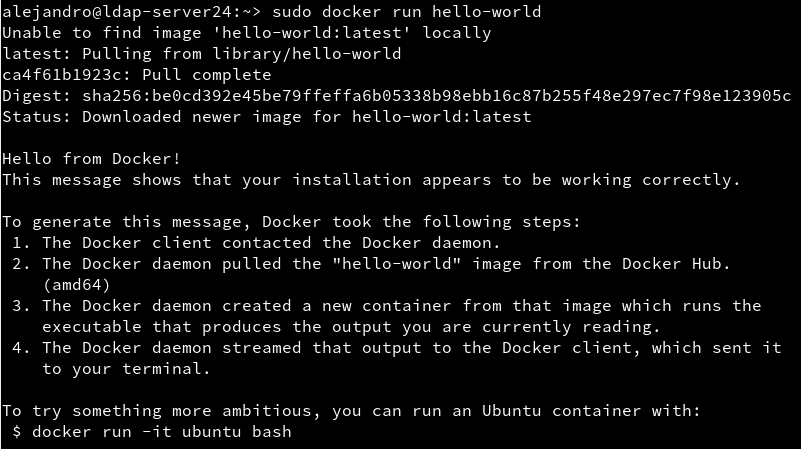 alejandro@ldap-server24:~> sudo docker run hello-world
Unable to find image 'hello-world:latest' locally
latest: Pulling from library/hello-world
ca4f61b1923c: Pull complete
Digest: sha256:be0cd392e45be79ffeffa6b05338b98ebb16c87b255f48e297ec7f98e123905c
Status: Downloaded newer image for hello-world:latest

Hello from Docker!
This message shows that your installation appears to be working correctly.

To generate this message, Docker took the following steps:
 1. The Docker client contacted the Docker daemon.
 2. The Docker daemon pulled the "hello-world" image from the Docker Hub.
    (amd64)
 3. The Docker daemon created a new container from that image which runs the
    executable that produces the output you are currently reading.
 4. The Docker daemon streamed that output to the Docker client, which sent it
    to your terminal.

To try something more ambitious, you can run an Ubuntu container with:
 $ docker run -it ubuntu bash